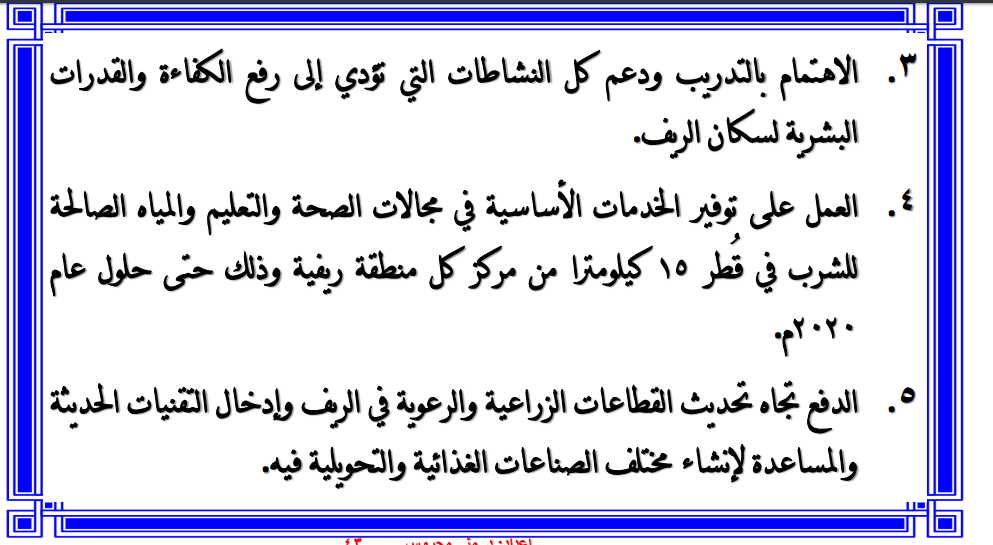 ٣. الاهتمام بالتدريب ودعم كل النشاطات التي تؤدي إلى رفع الكفاءة والقدرات
البشرية لسكان الريف.
٤. العمل على توفير الخدمات الأساسية في مجالات الصحة والتعليم والمياه الصالحة
للشرب في قُطر ١٥ كيلومترا من مركز كل منطقة ريفية وذلك حتى حلول عام
٢٠٢٠م.
٥. الدفع تجاه تحديث القطاعات الزراعية والرعوية في الريف وإدخال التقنيات الحديثة
والمساعدة لإنشاء مختلف الصناعات الغذائية والتحويلية فيه.
٤٣